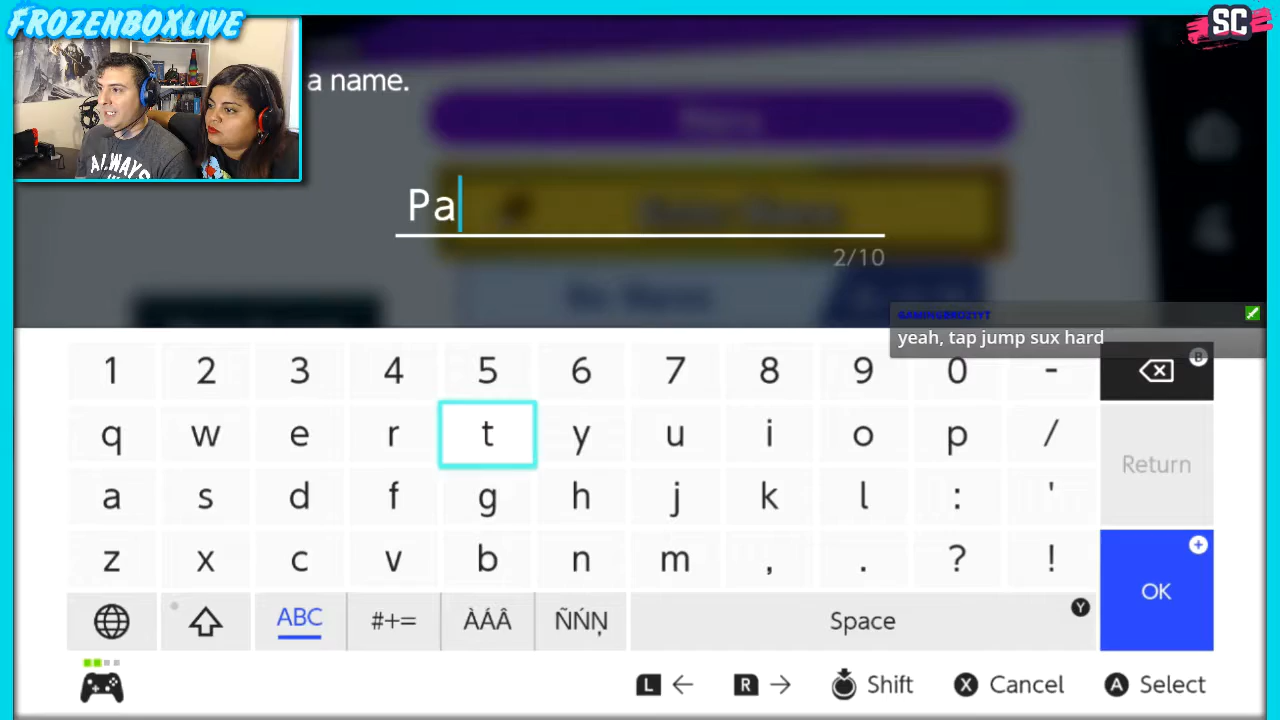 FROZENBOXLIVE
SC
a name.
Pa
2/10
yeah, tap jump sux hard
1 2 3 4 5 6 7 8 9 0 -
B
q w e r t y u i o p /
Return
a s d f g h j k l : '
z x c v b n m , . ? !
+
OK
ABC #+= ÀÁÂ ÑŃŅ Space
Y
L ← R → Shift X Cancel A Select
ALWAYS